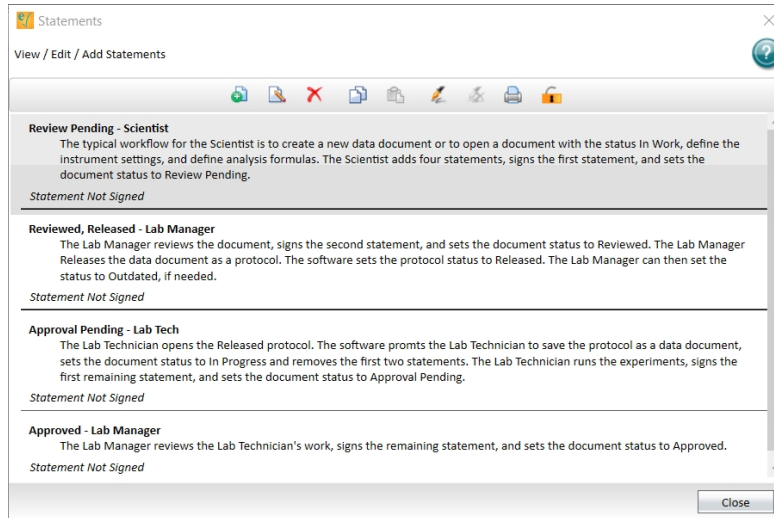 Statements
View / Edit / Add Statements
Review Pending - Scientist
The typical workflow for the Scientist is to create a new data document or to open a document with the status In Work, define the
instrument settings, and define analysis formulas. The Scientist adds four statements, signs the first statement, and sets the
document status to Review Pending.
Statement Not Signed
Reviewed, Released - Lab Manager
The Lab Manager reviews the document, signs the second statement, and sets the document status to Reviewed. The Lab Manager
Releases the data document as a protocol. The software sets the protocol status to Released. The Lab Manager can then set the
status to Outdated, if needed.
Statement Not Signed
Approval Pending - Lab Tech
The Lab Technician opens the Released protocol. The software promts the Lab Technician to save the protocol as a data document,
sets the document status to In Progress and removes the first two statements. The Lab Technician runs the experiments, signs the
first remaining statement, and sets the document status to Approval Pending.
Statement Not Signed
Approved - Lab Manager
The Lab Manager reviews the Lab Technician's work, signs the remaining statement, and sets the document status to Approved.
Statement Not Signed
Close